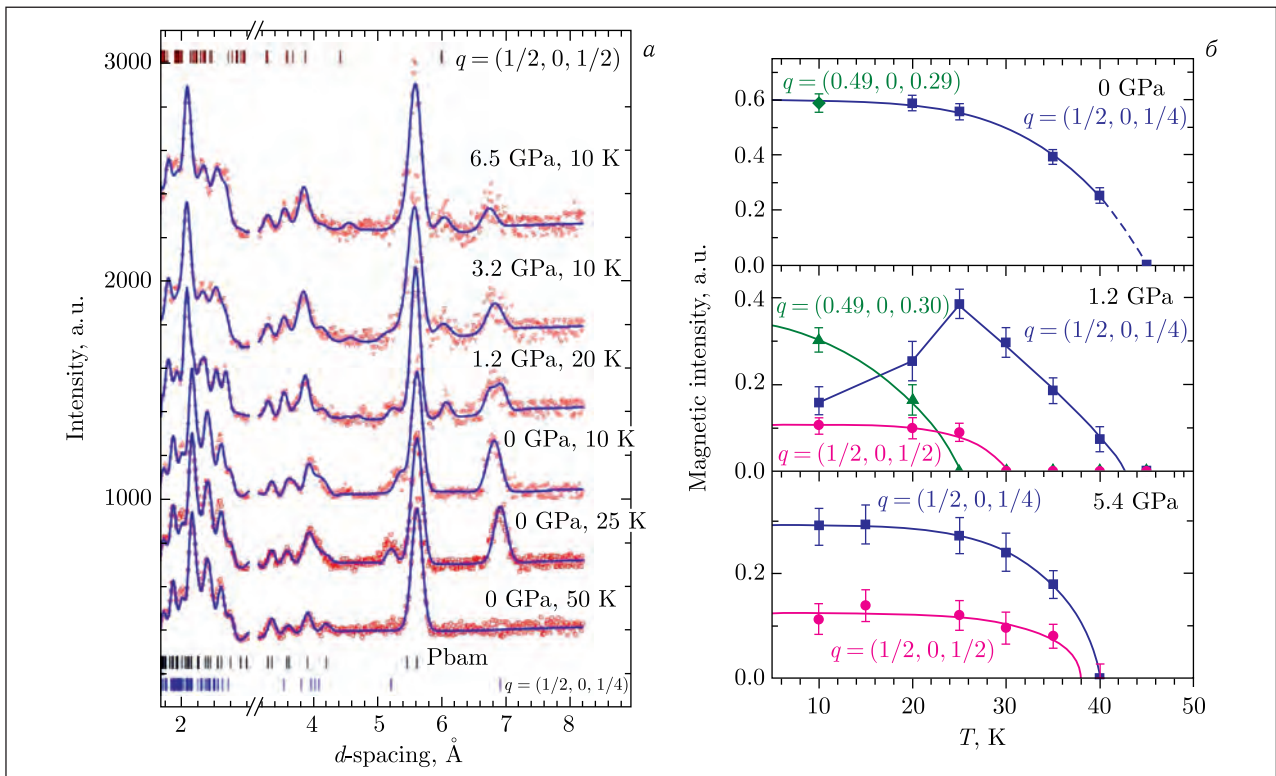 а
q = (1/2, 0, 1/2)
3000
6.5 GPa, 10 K
3.2 GPa, 10 K
2000
1.2 GPa, 20 K
0 GPa, 10 K
1000
0 GPa, 25 K
0 GPa, 50 K
Pbam
q = (1/2, 0, 1/4)
2 4 5 6 7 8
d-spacing, Å
Intensity, a. u.
б
q = (0.49, 0, 0.29)
0 GPa
q = (1/2, 0, 1/4)
0.6
0.4
0.2
0.0
q = (0.49, 0, 0.30)
1.2 GPa
q = (1/2, 0, 1/4)
0.4
0.2
q = (1/2, 0, 1/2)
0.0
q = (1/2, 0, 1/4)
5.4 GPa
0.2
q = (1/2, 0, 1/2)
0.0
10 20 30 40 50
T, K
Magnetic intensity, a. u.